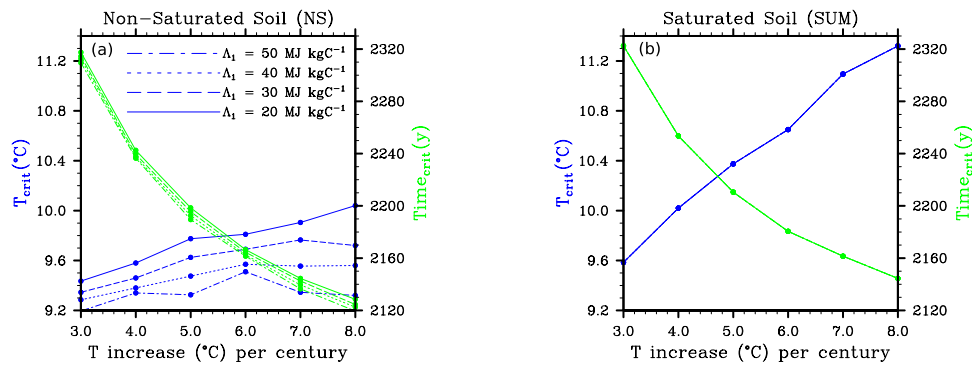 Non-Saturated Soil (NS)
(a)
Λ₁ = 50 MJ kgC⁻¹
Λ₁ = 40 MJ kgC⁻¹
Λ₁ = 30 MJ kgC⁻¹
Λ₁ = 20 MJ kgC⁻¹
T_crit(°C)
11.2
10.8
10.4
10.0
9.6
9.2
2320
2280
2240
2200
2160
2120
Time_crit(y)
3.0 4.0 5.0 6.0 7.0 8.0
T increase (°C) per century
Saturated Soil (SUM)
(b)
T_crit(°C)
11.2
10.8
10.4
10.0
9.6
9.2
2320
2280
2240
2200
2160
2120
Time_crit(y)
3.0 4.0 5.0 6.0 7.0 8.0
T increase (°C) per century